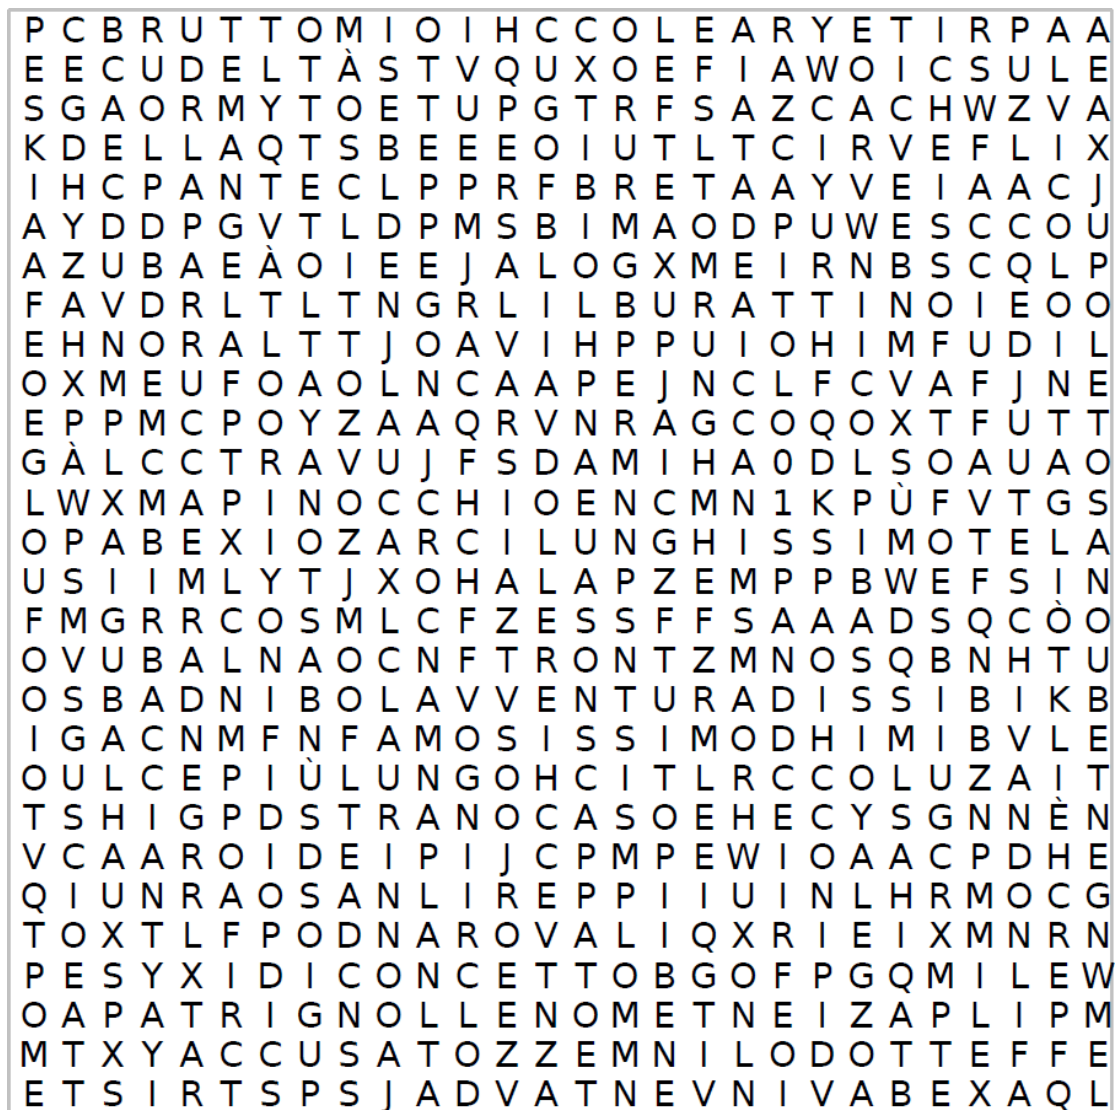 P C B R U T T O M I O I H C C O L E A R Y E T I R P A A
E E C U D E L T À S T V Q U X O E F I A W O I C S U L E
S G A O R M Y T O E T U P G T R F S A Z C A C H W Z V A
K D E L L A Q T S B E E E O I U T L T C I R V E F L I X
I H C P A N T E C L P P R F B R E T A A Y V E I A A C J
A Y D D P G V T L D P M S B I M A O D P U W E S C C O U
A Z U B A E À O I E E J A L O G X M E I R N B S C Q L P
F A V D R L T L T N G R L I L B U R A T T I N O I E O O
E H N O R A L T T J O A V I H P P U I O H I M F U D I L
O X M E U F O A O L N C A A P E J N C L F C V A F J N E
E P P M C P O Y Z A A Q R V N R A G C O Q O X T F U T T
G À L C C T R A V U J F S D A M I H A 0 D L S O A U A O
L W X M A P I N O C C H I O E N C M N 1 K P Ù F V T G S
O P A B E X I O Z A R C I L U N G H I S S I M O T E L A
U S I I M L Y T J X O H A L A P Z E M P P B W E F S I N
F M G R R C O S M L C F Z E S S F F S A A A D S Q C Ò O
O V U B A L N A O C N F T R O N T Z M N O S Q B N H T U
O S B A D N I B O L A V V E N T U R A D I S S I B I K B
I G A C N M F N F A M O S I S S I M O D H I M I B V L E
O U L C E P I Ù L U N G O H C I T L R C C O L U Z A I T
T S H I G P D S T R A N O C A S O E H E C Y S G N N È N
V C A A R O I D E I P I J C P M P E W I O A A C P D H E
Q I U N R A O S A N L I R E P P I I U I N L H R M O C G
T O X T L F P O D N A R O V A L I Q X R I E I X M N R N
P E S Y X I D I C O N C E T T O B G O F P G Q M I L E W
O A P A T R I G N O L L E N O M E T N E I Z A P L I P M
M T X Y A C C U S A T O Z Z E M N I L O D O T T E F F E
E T S I R T S P S J A D V A T N E V N I V A B E X A Q L